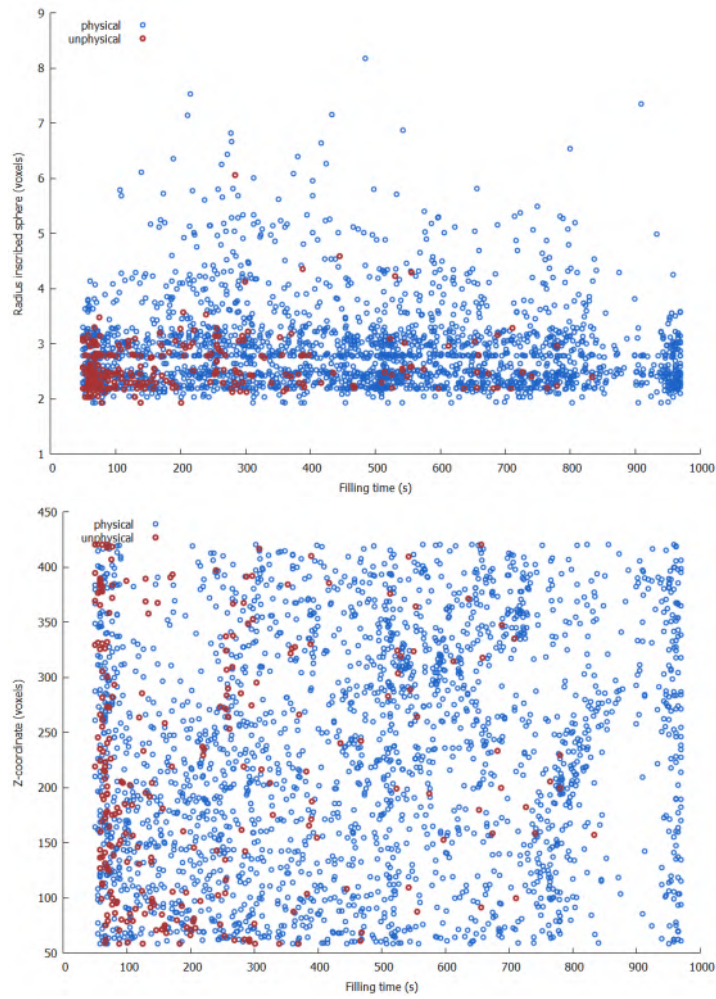 9
physical
unphysical
8
7
6
5
4
3
2
1
Radius inscribed sphere (voxels)
0 100 200 300 400 500 600 700 800 900 1000
Filling time (s)
450
physical
unphysical
400
350
300
250
200
150
100
50
Z-coordinate (voxels)
0 100 200 300 400 500 600 700 800 900 1000
Filling time (s)